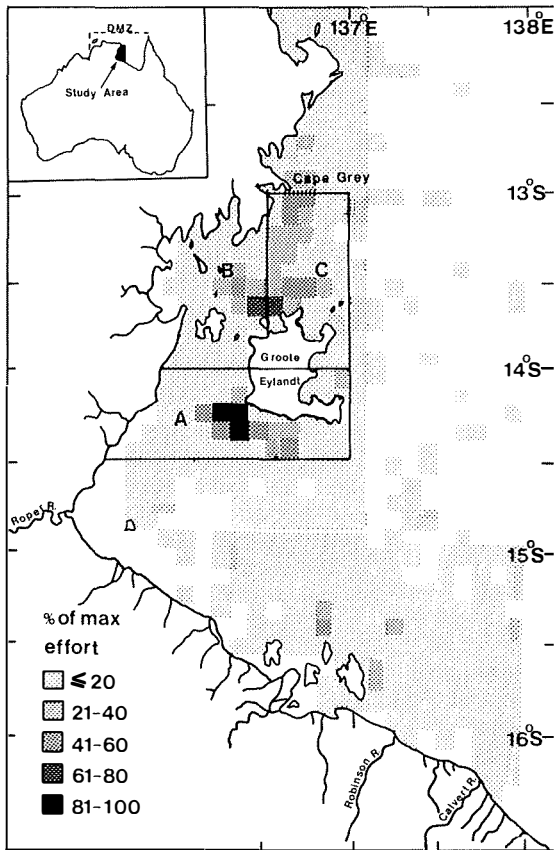 DMZ
Study Area
137°E
138°E
Cape Grey
13°S
B
C
Groote
Eylandt
14°S
A
Roper R.
15°S
% of max
effort
≤ 20
21-40
41-60
61-80
81-100
Robinson R.
Calvert R.
16°S